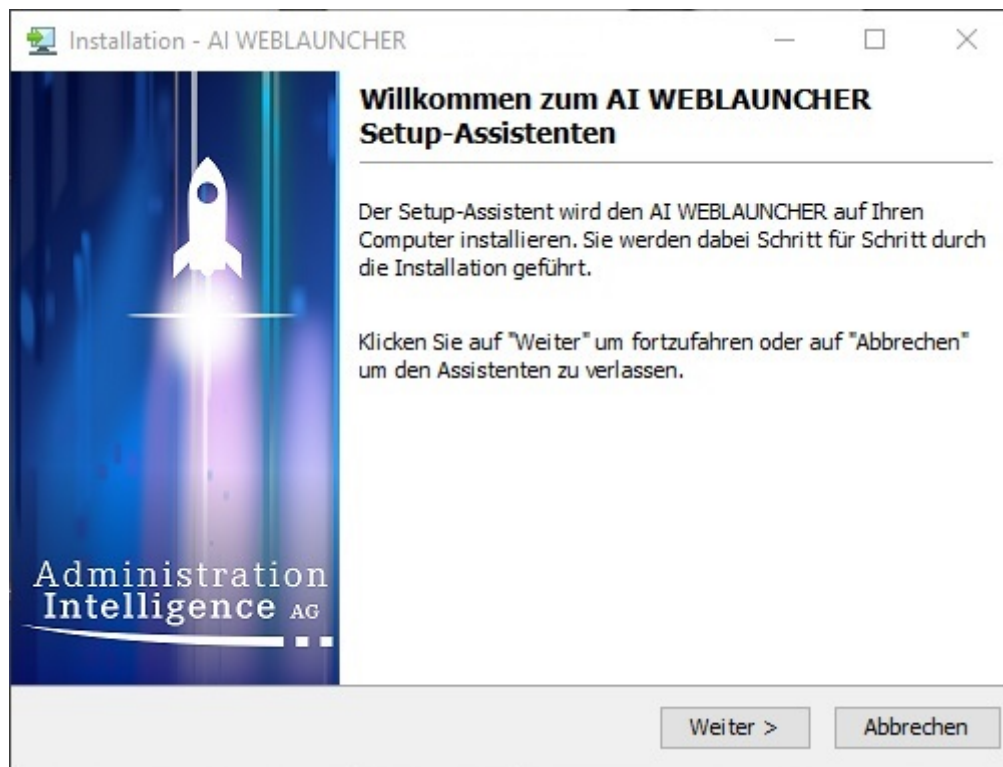 Installation - AI WEBLAUNCHER
Willkommen zum AI WEBLAUNCHER
Setup-Assistenten
Der Setup-Assistent wird den AI WEBLAUNCHER auf Ihren
Computer installieren. Sie werden dabei Schritt für Schritt durch
die Installation geführt.
Klicken Sie auf "Weiter" um fortzufahren oder auf "Abbrechen"
um den Assistenten zu verlassen.
Administration
Intelligence AG
Weiter >
Abbrechen